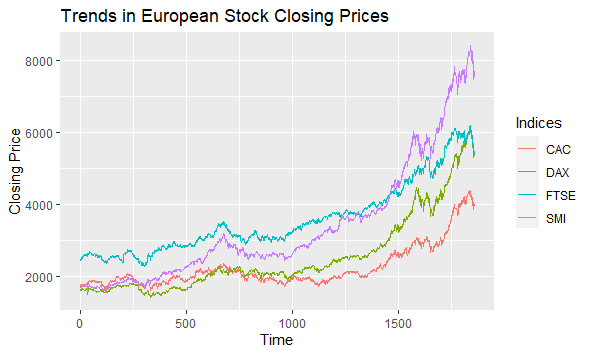 Trends in European Stock Closing Prices
8000
6000
4000
2000
Closing Price
0
500
1000
1500
Time
Indices
CAC
DAX
FTSE
SMI